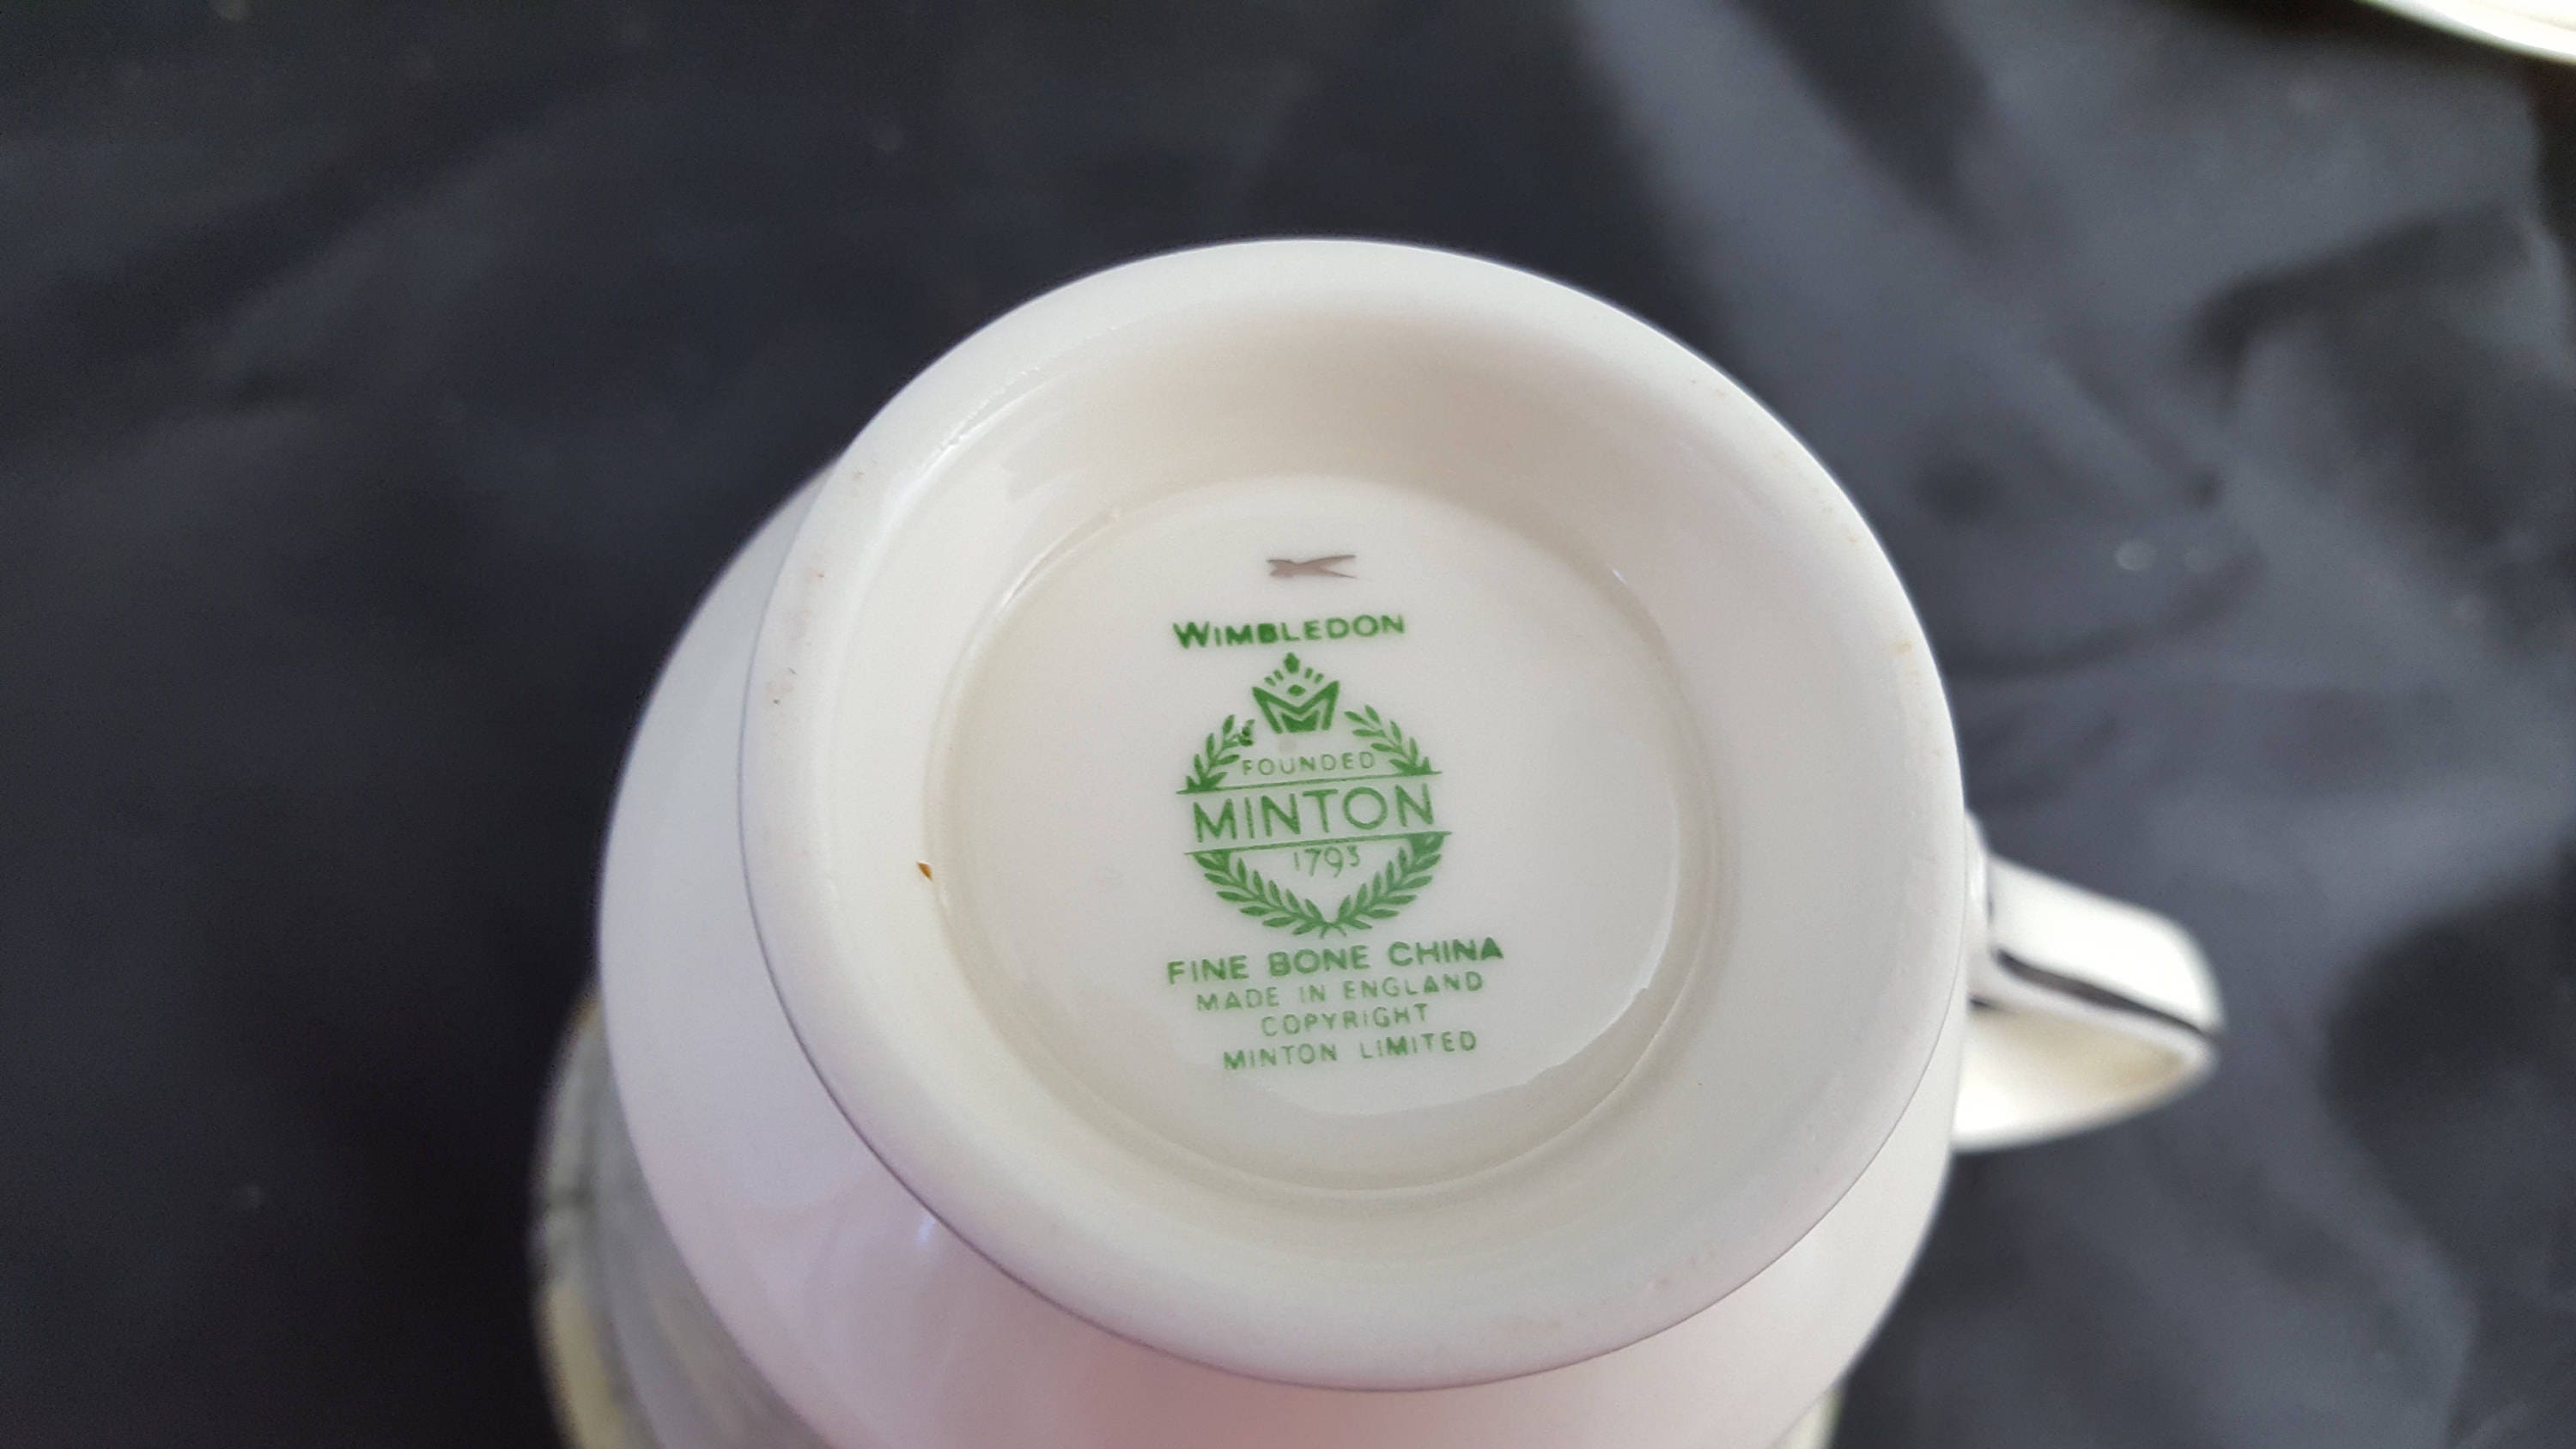 WIMBLEDON
FOUNDED
MINTON
1793
FINE BONE CHINA
MADE IN ENGLAND
COPYRIGHT
MINTON LIMITED